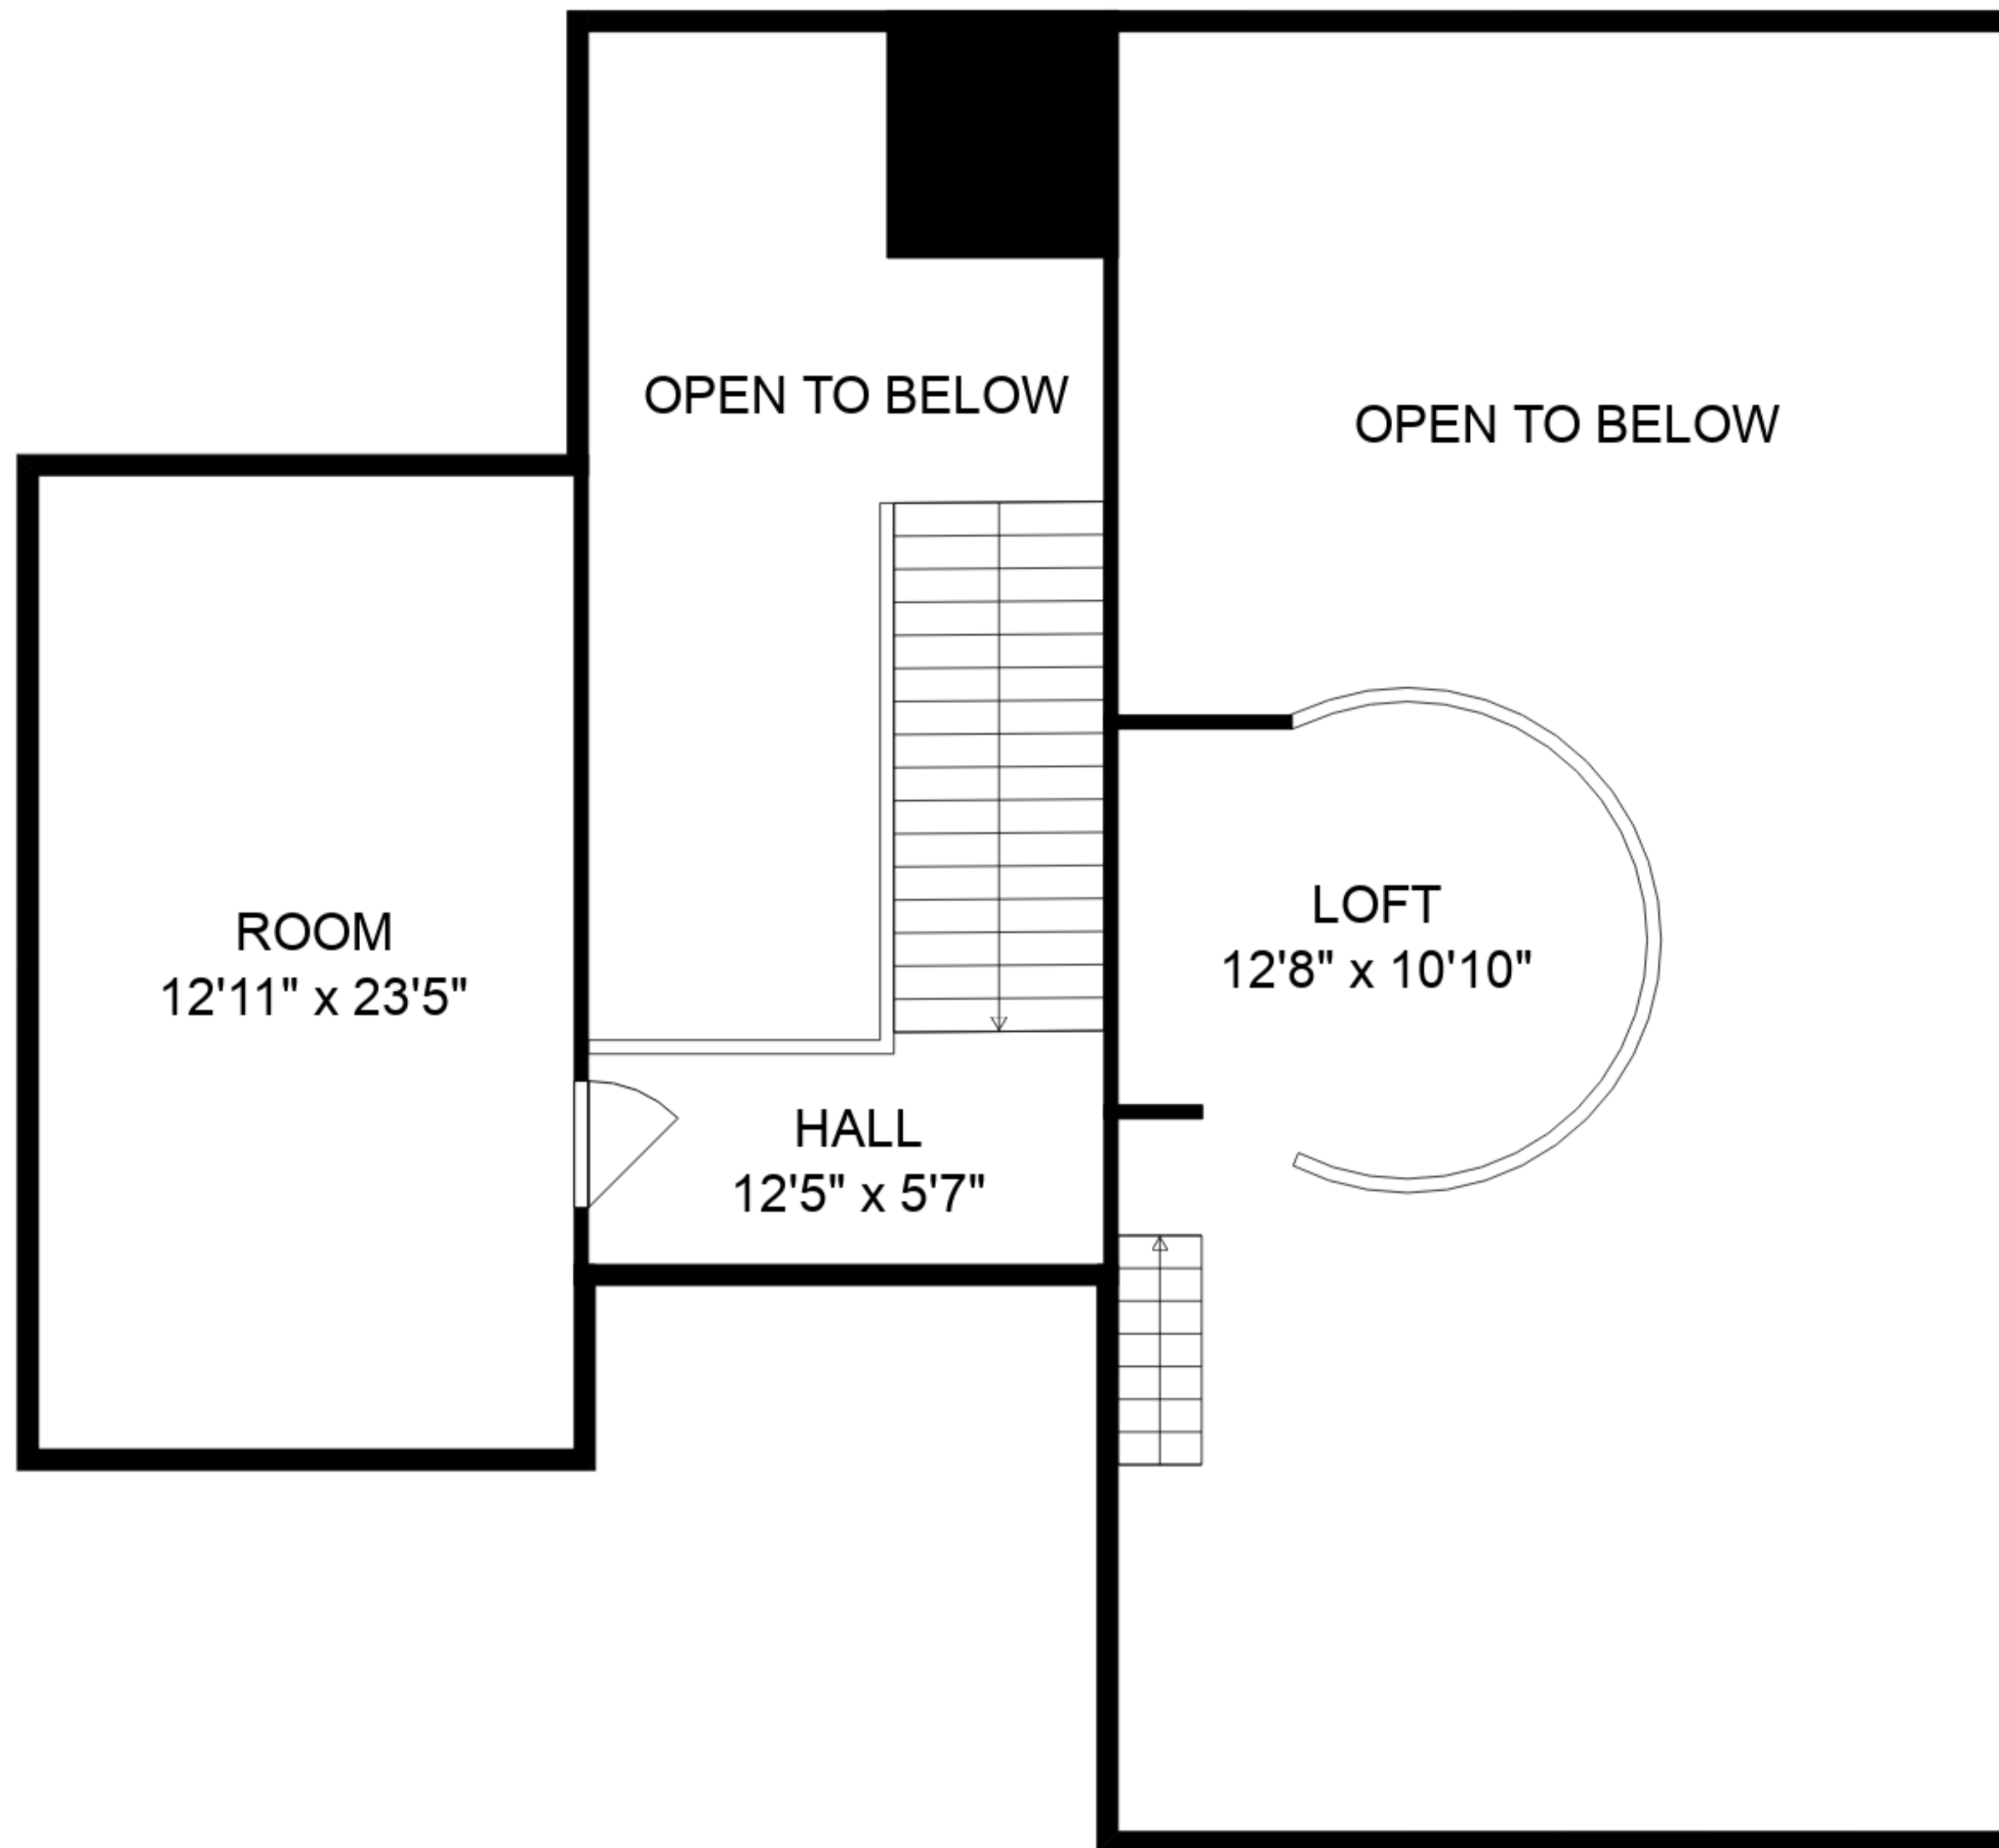 OPEN TO BELOW
OPEN TO BELOW
ROOM
12'11" x 23'5"
LOFT
12'8" x 10'10"
HALL
12'5" x 5'7"